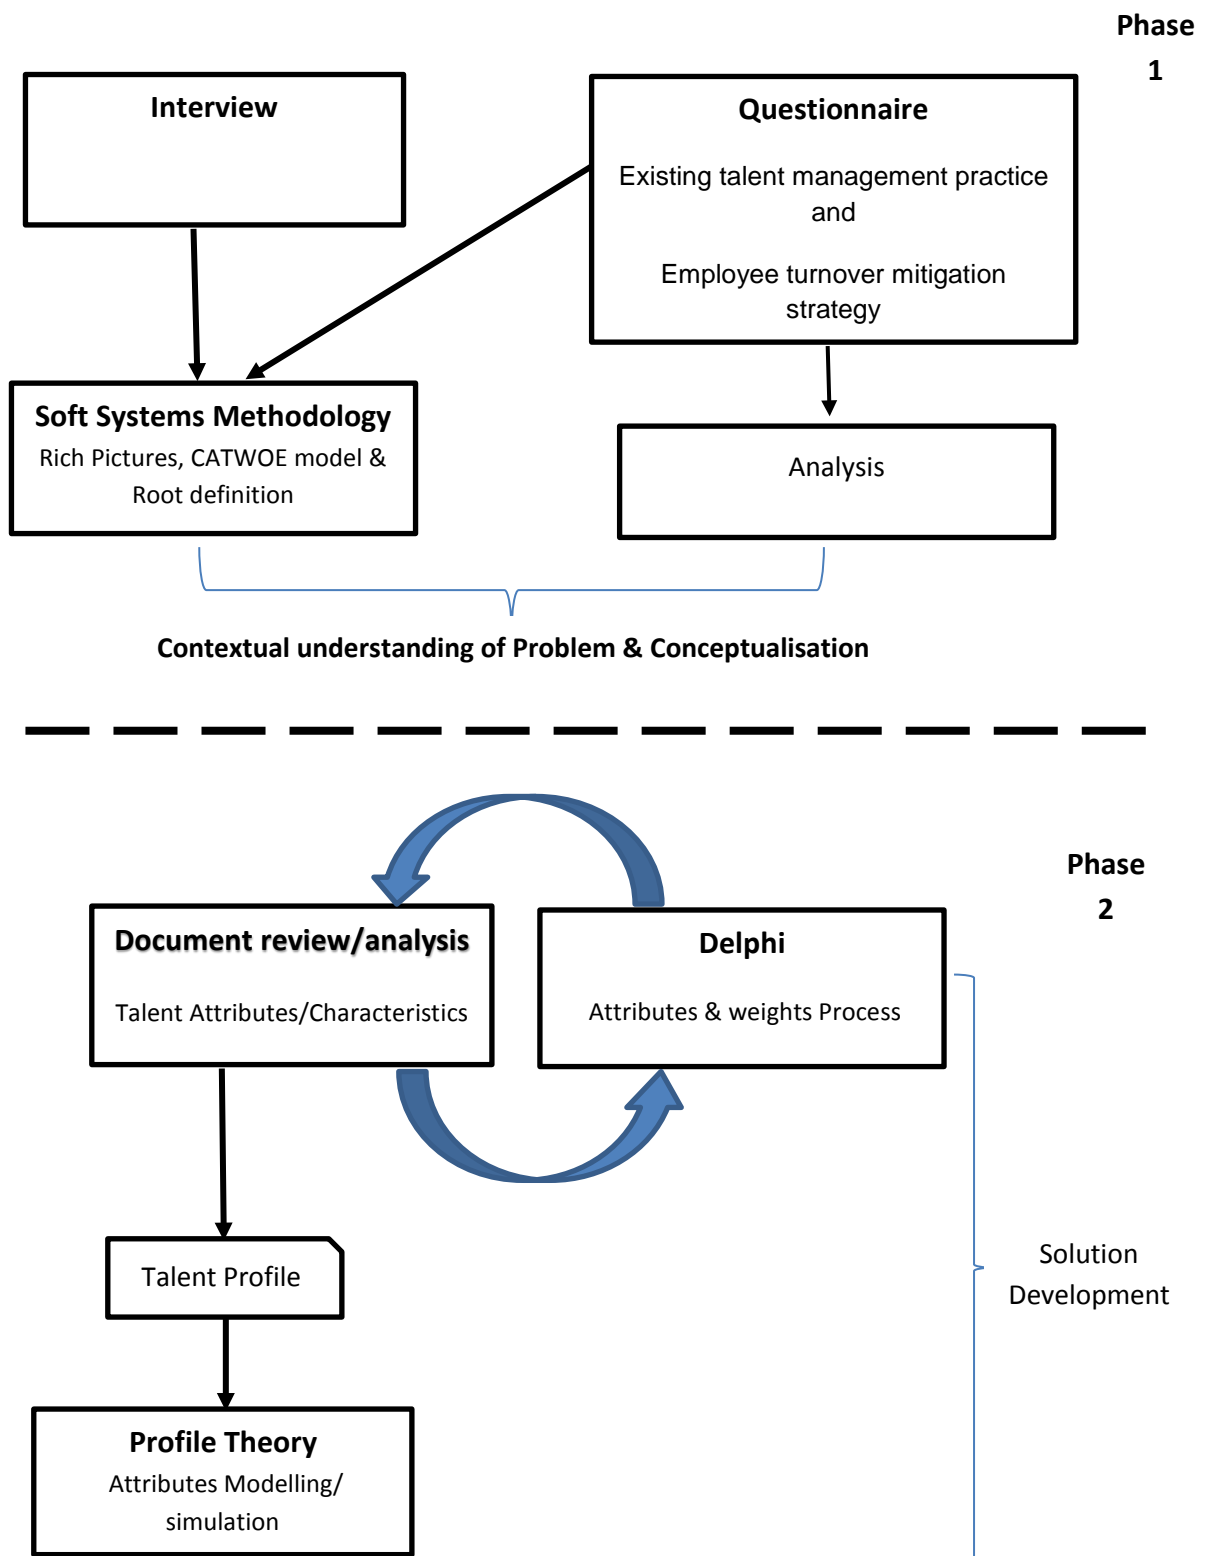 Phase
1
Interview
Questionnaire
Existing talent management practice
and
Employee turnover mitigation
strategy
Soft Systems Methodology
Rich Pictures, CATWOE model &
Root definition
Analysis
Contextual understanding of Problem & Conceptualisation
Phase
2
Document review/analysis
Talent Attributes/Characteristics
Delphi
Attributes & weights Process
Talent Profile
Solution
Development
Profile Theory
Attributes Modelling/
simulation